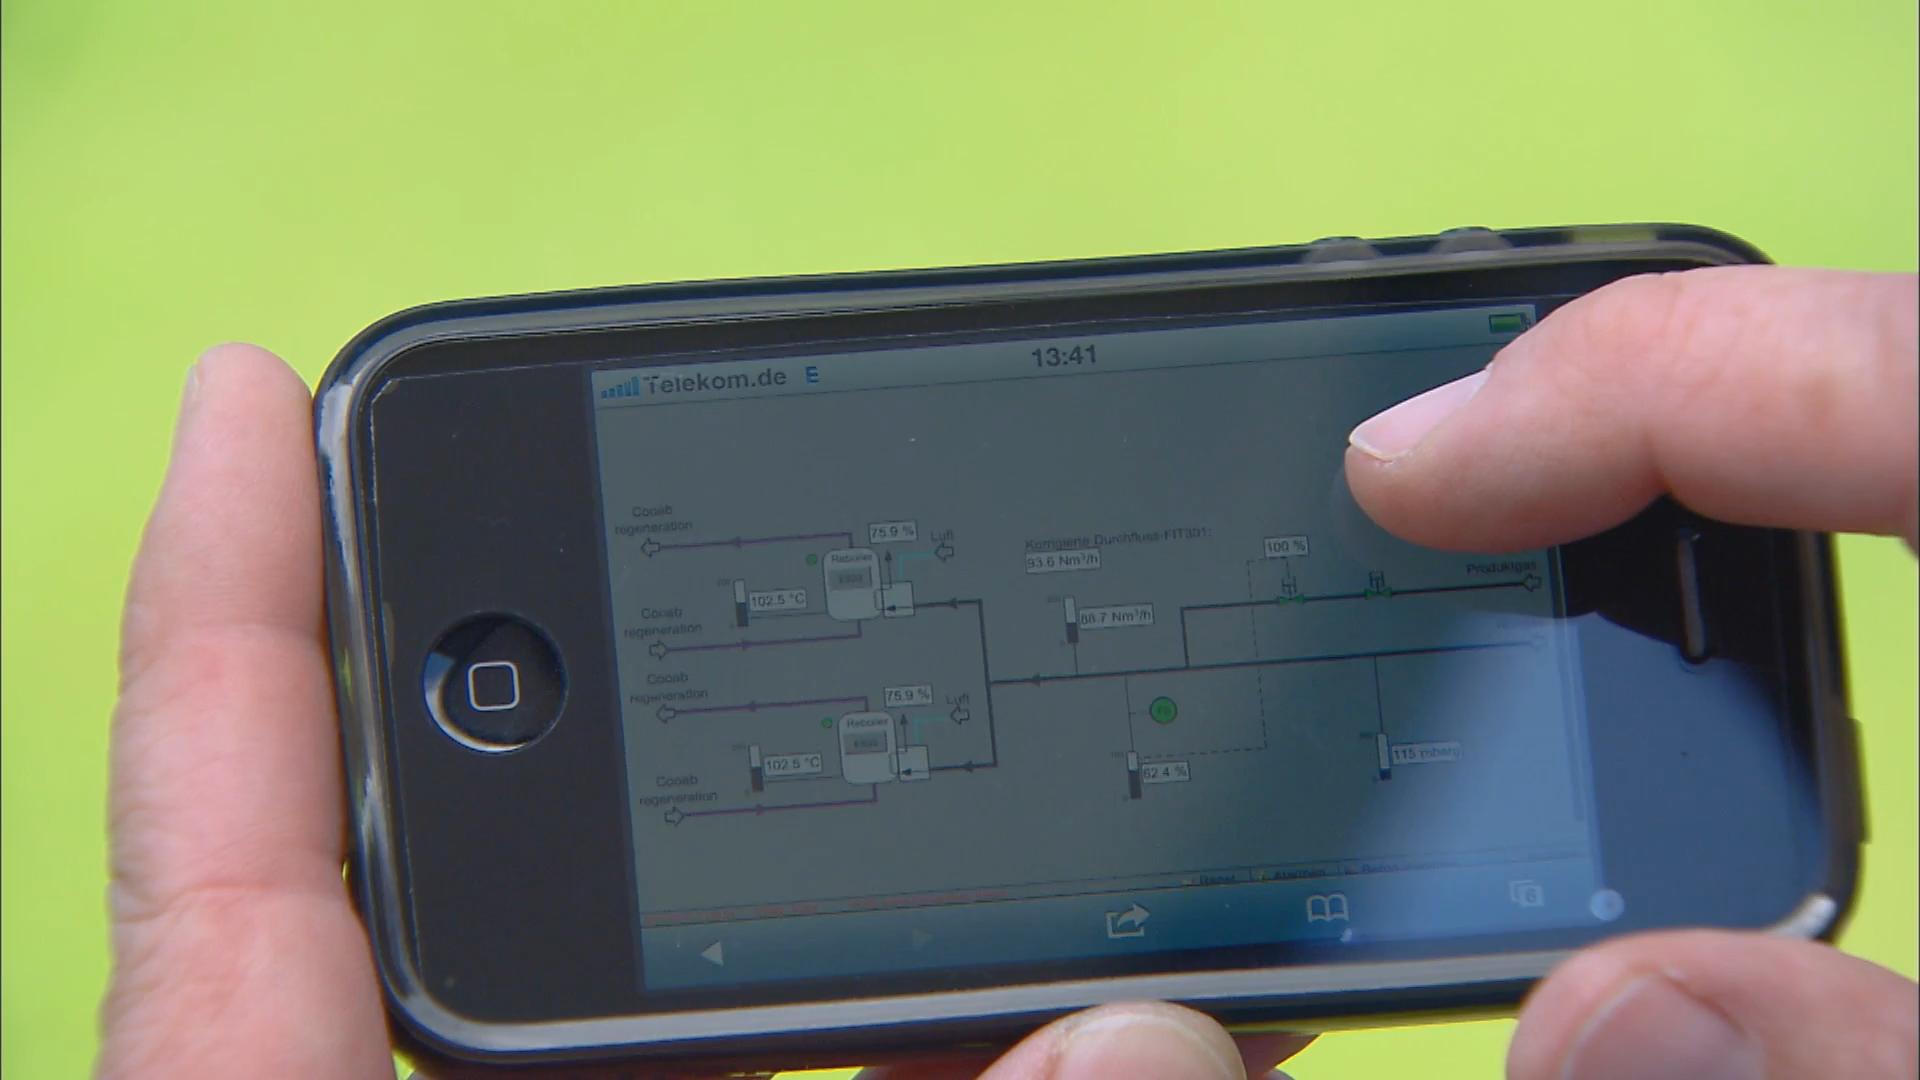 Telekom.de E
13:41
Cooab
regeneration
75.9 %
Luft
Reboiler
102.5 °C
Cooab
regeneration
Cooab
regeneration
75.9 %
Luft
Reboiler
102.5 °C
Cooab
regeneration
Korrigierte Durchfluss-FIT301:
93.6 Nm³/h
88.7 Nm³/h
100 %
Produktgas
62.4 %
115 mbarg
Reset
Alarmen